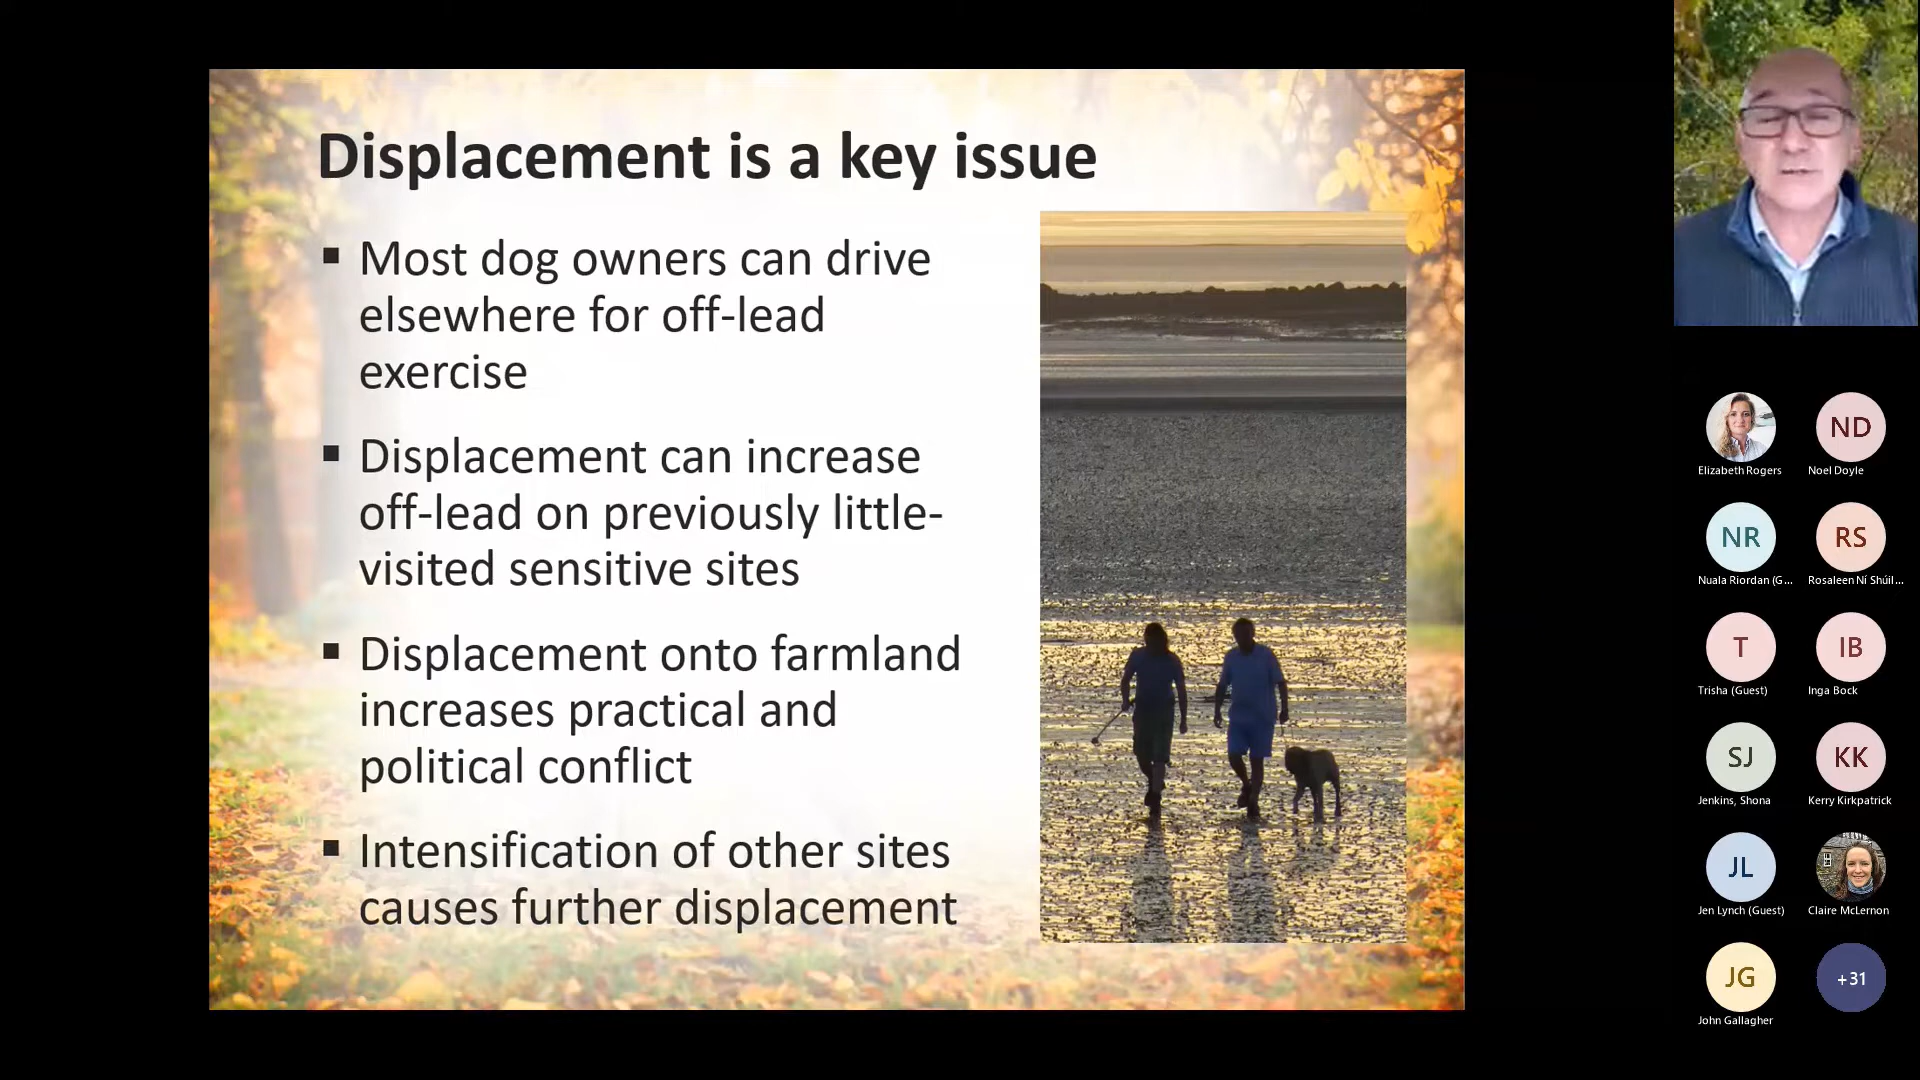 Displacement is a key issue
▪ Most dog owners can drive
elsewhere for off-lead
exercise
▪ Displacement can increase
off-lead on previously little-
visited sensitive sites
▪ Displacement onto farmland
increases practical and
political conflict
▪ Intensification of other sites
causes further displacement
Elizabeth Rogers
ND
Noel Doyle
NR
Nuala Riordan (G...
RS
Rosaleen Ní Shúil...
T
Trisha (Guest)
IB
Inga Bock
SJ
Jenkins, Shona
KK
Kerry Kirkpatrick
JL
Jen Lynch (Guest)
Claire McLernon
JG
John Gallagher
+31